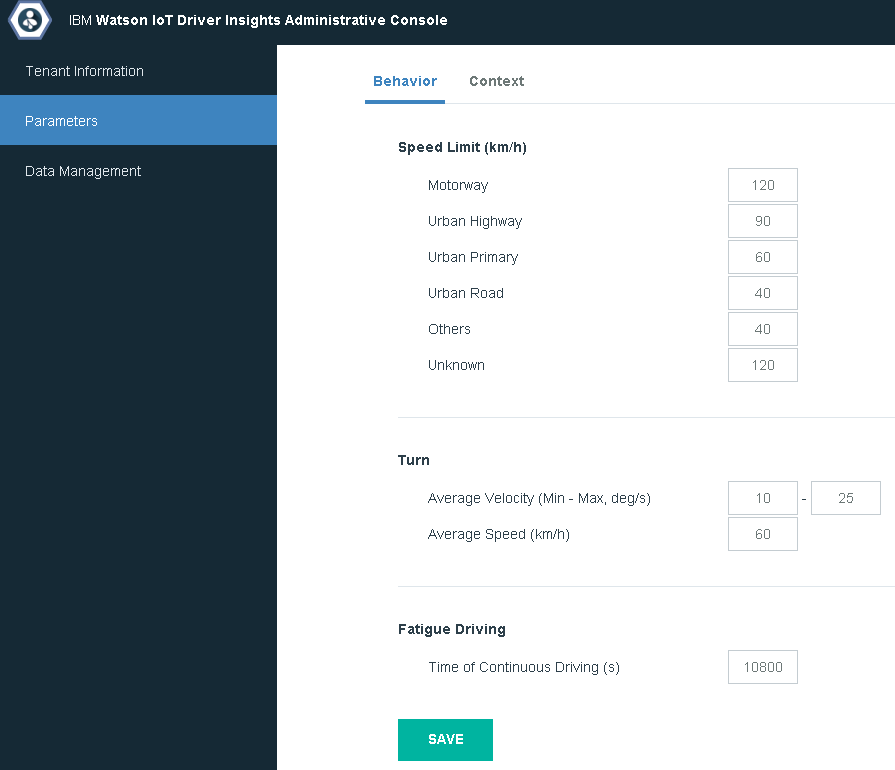 IBM Watson IoT Driver Insights Administrative Console
Tenant Information
Parameters
Data Management
Behavior Context
Speed Limit (km/h)
Motorway 120
Urban Highway 90
Urban Primary 60
Urban Road 40
Others 40
Unknown 120
Turn
Average Velocity (Min - Max, deg/s) 10 - 25
Average Speed (km/h) 60
Fatigue Driving
Time of Continuous Driving (s) 10800
SAVE